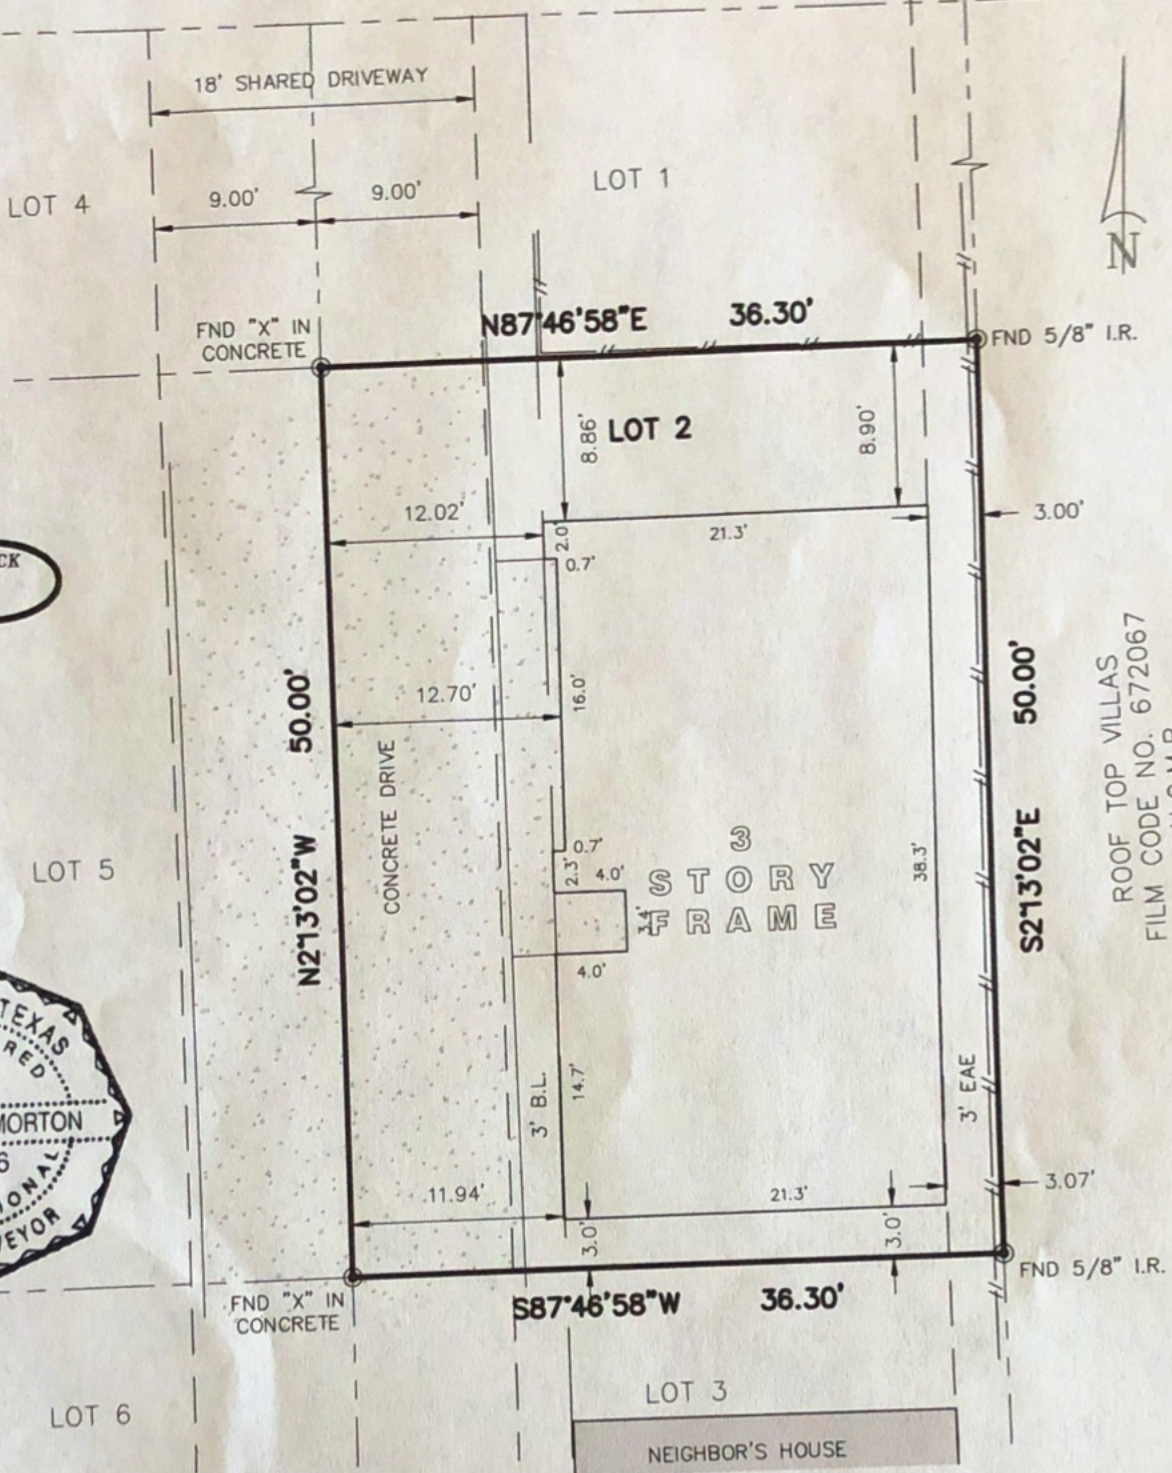 18' SHARED DRIVEWAY
LOT 4
9.00'
9.00'
LOT 1
N
FND "X" IN
CONCRETE
N87°46'58"E 36.30'
FND 5/8" I.R.
8.86'
LOT 2
8.90'
12.02'
2.0'
21.3'
3.00'
0.7'
CK
12.70'
16.0'
N2°13'02"W 50.00'
CONCRETE DRIVE
S2°13'02"E 50.00'
ROOF TOP VILLAS
FILM CODE NO. 672067
0.7'
2.3'
4.0'
3.4'
4.0'
3
STORY
FRAME
38.3'
LOT 5
TEXAS
RED
MORTON
6
IONAL
VEYOR
3' B.L.
14.7'
3' EAE
11.94'
21.3'
3.07'
3.0'
3.0'
FND "X" IN
CONCRETE
S87°46'58"W 36.30'
FND 5/8" I.R.
LOT 3
LOT 6
NEIGHBOR'S HOUSE